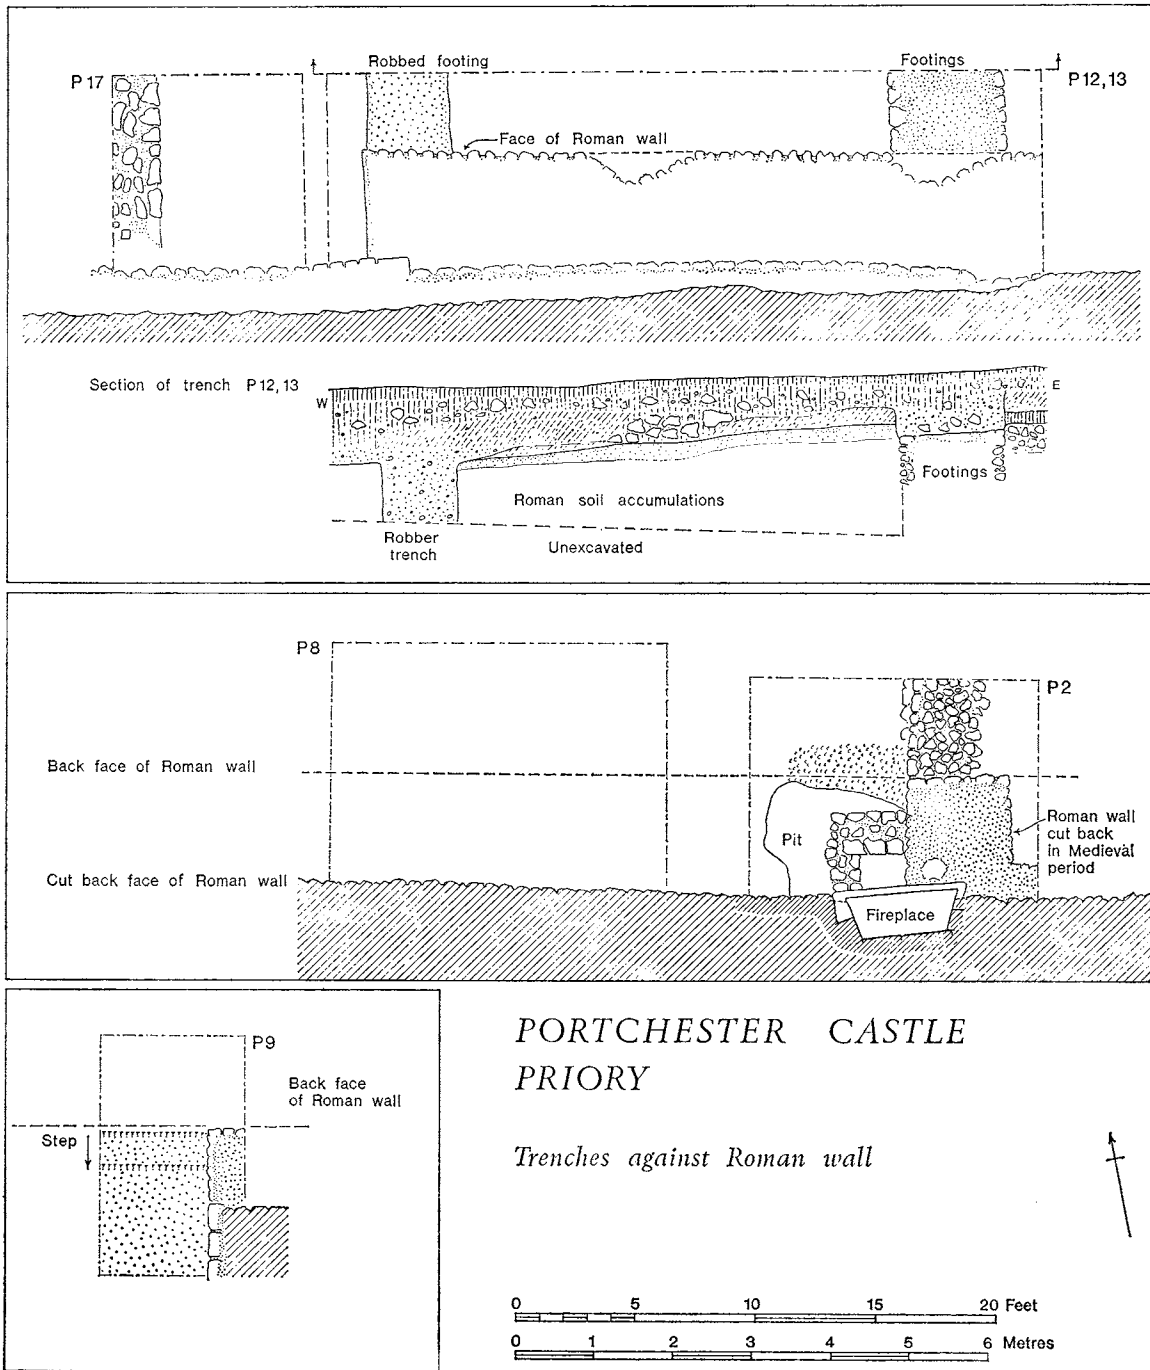 Robbed footing
Footings
P 17
P 12, 13
Face of Roman wall
Section of trench P 12, 13
W
E
Footings
Roman soil accumulations
Robber
trench
Unexcavated
P 8
P 2
Back face of Roman wall
Pit
Roman wall
cut back
in Medieval
period
Cut back face of Roman wall
Fireplace
P9
Back face
of Roman wall
Step
PORTCHESTER CASTLE
PRIORY
Trenches against Roman wall
0 5 10 15 20 Feet
0 1 2 3 4 5 6 Metres